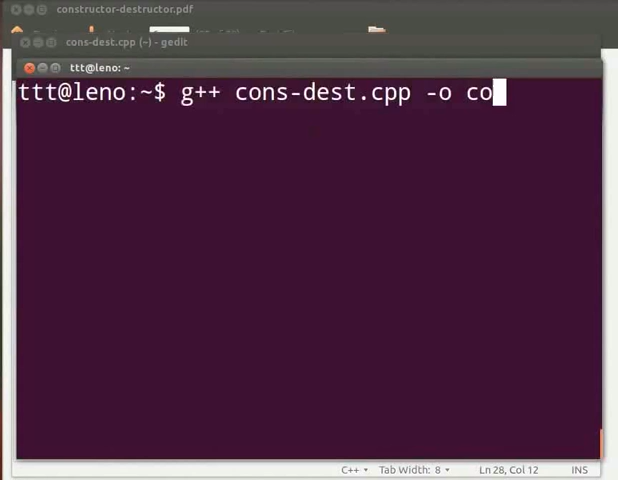 constructor-destructor.pdf
cons-dest.cpp (~) - gedit
ttt@leno: ~
ttt@leno:~$ g++ cons-dest.cpp -o co
C++ Tab Width: 8 Ln 28, Col 12 INS